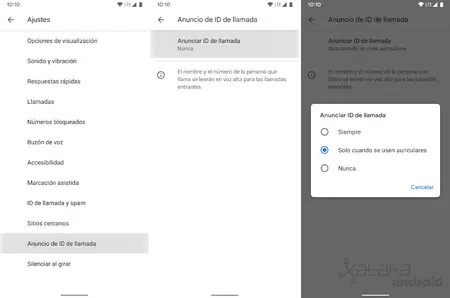 10:10
LTE
Ajustes
Opciones de visualización
Sonido y vibración
Respuestas rápidas
Llamadas
Números bloqueados
Buzón de voz
Accesibilidad
Marcación asistida
ID de llamada y spam
Sitios cercanos
Anuncio de ID de llamada
Silenciar al girar
10:10
LTE
Anuncio de ID de llamada
Anunciar ID de llamada
Nunca
El nombre y el número de la persona que
llama se leerán en voz alta para las llamadas
entrantes
10:10
LTE
Anuncio de ID de llamada
Anunciar ID de llamada
Solo cuando se usen auriculares
El nombre y el número de la persona que
llama se leerán en voz alta para las llamadas
entrantes
Anunciar ID de llamada
Siempre
Solo cuando se usen auriculares
Nunca
Cancelar
Xataka
android